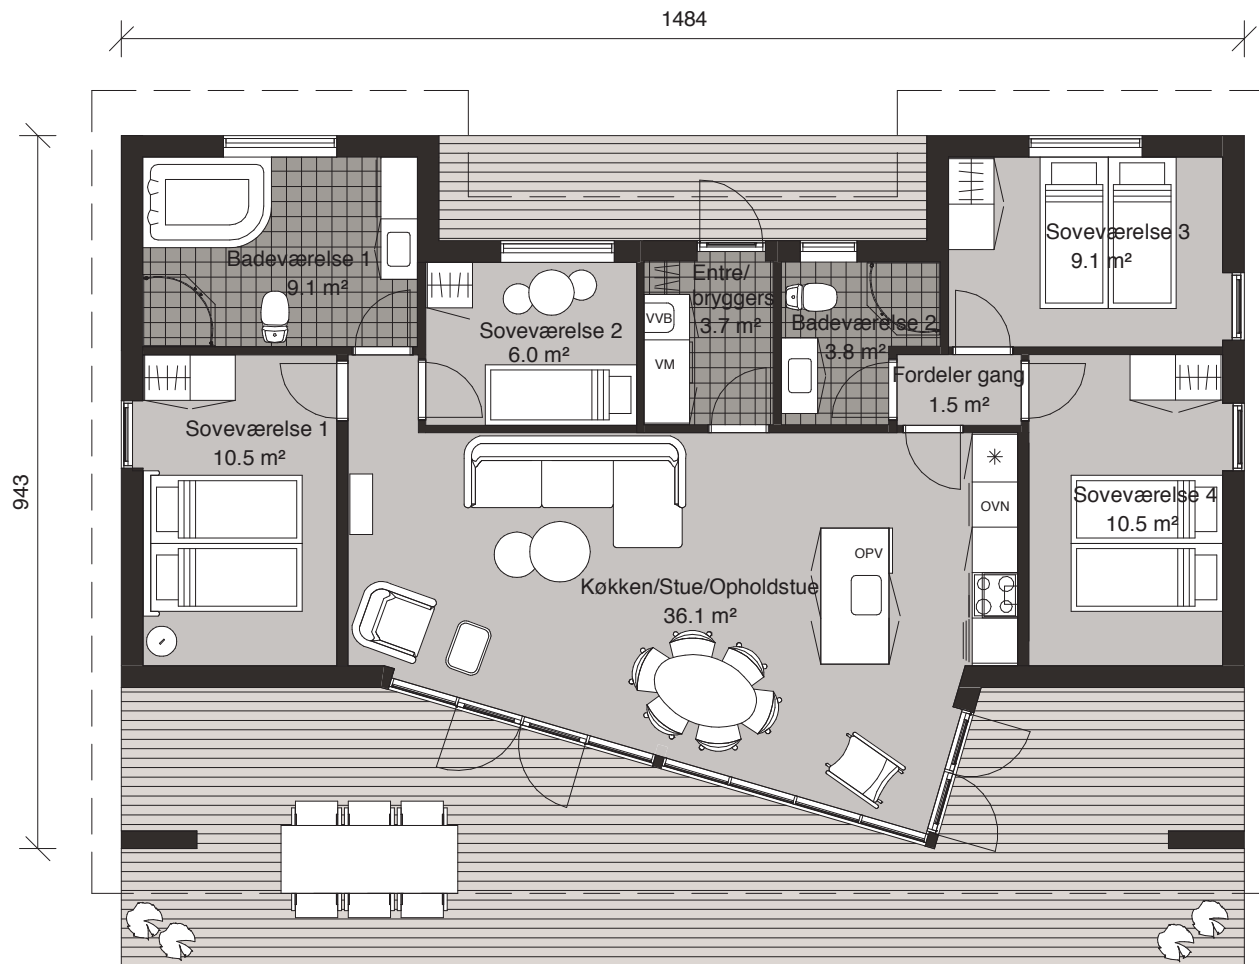 1484
943
Badeværelse 1
9.1 m²
Soveværelse 2
6.0 m²
Entre/
bryggers
3.7 m²
VVB
VM
Badeværelse 2
3.8 m²
Soveværelse 3
9.1 m²
Fordeler gang
1.5 m²
Soveværelse 1
10.5 m²
Soveværelse 4
10.5 m²
OVN
OPV
Køkken/Stue/Opholdstue
36.1 m²